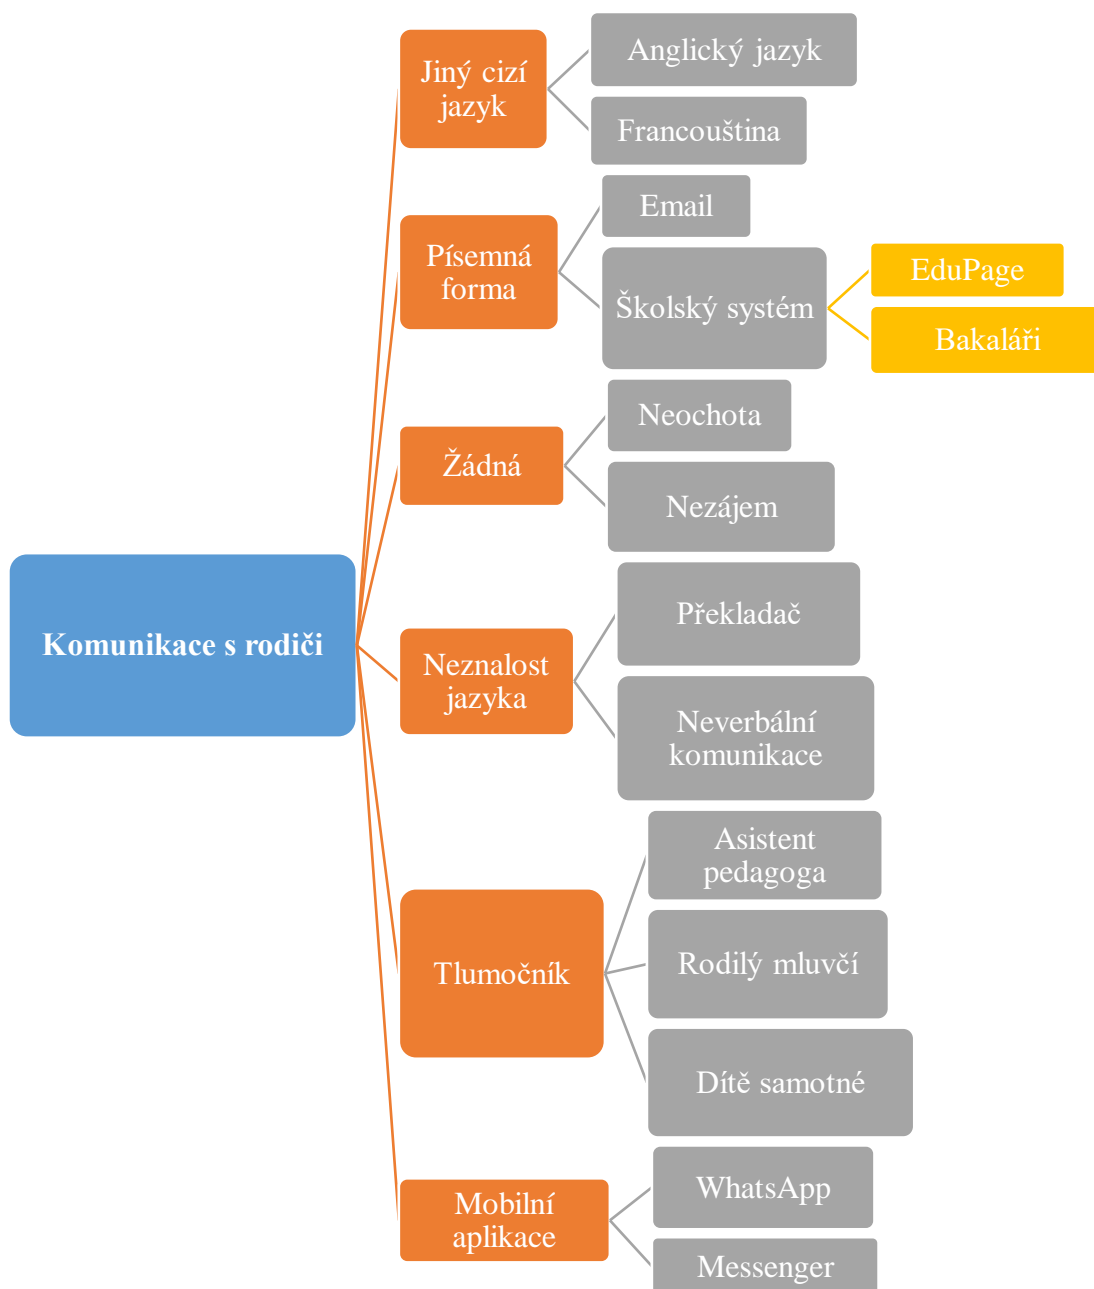 Komunikace s rodiči
Jiný cizí
jazyk
Anglický jazyk
Francouština
Písemná
forma
Email
Školský systém
EduPage
Bakaláři
Žádná
Neochota
Nezájem
Neznalost
jazyka
Překladač
Neverbální
komunikace
Tlumočník
Asistent
pedagoga
Rodilý mluvčí
Dítě samotné
Mobilní
aplikace
WhatsApp
Messenger